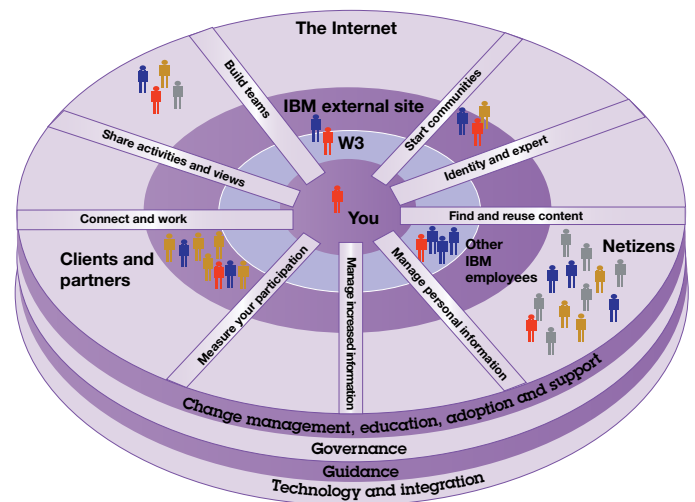 The Internet
Build teams
IBM external site
Start communities
Share activities and views
W3
Identity and expert
Connect and work
You
Find and reuse content
Clients and
partners
Other
IBM
employees
Netizens
Measure your participation
Manage increased information
Manage personal information
Change management, education, adoption and support
Governance
Guidance
Technology and integration